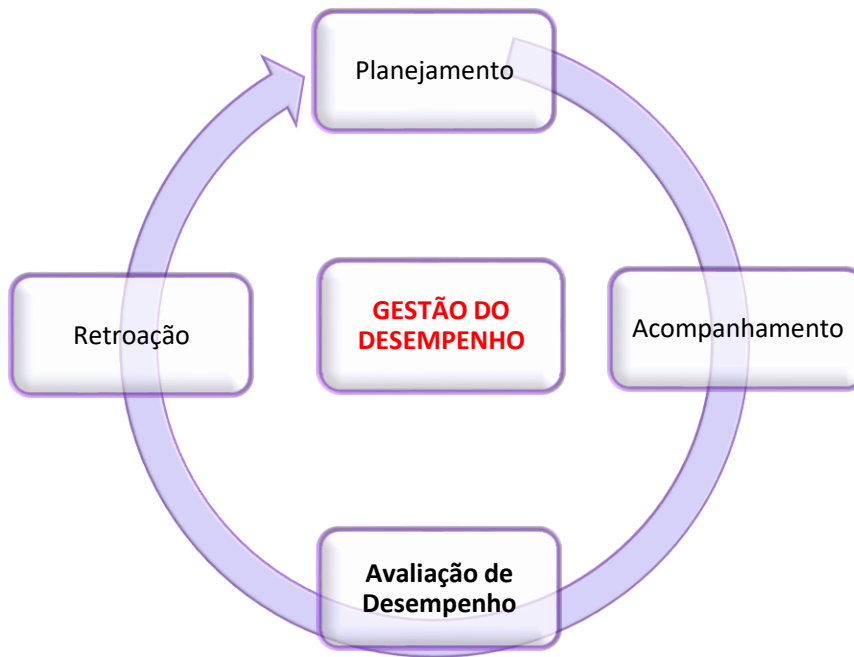 Planejamento
Retroação
GESTÃO DO
DESEMPENHO
Acompanhamento
Avaliação de
Desempenho